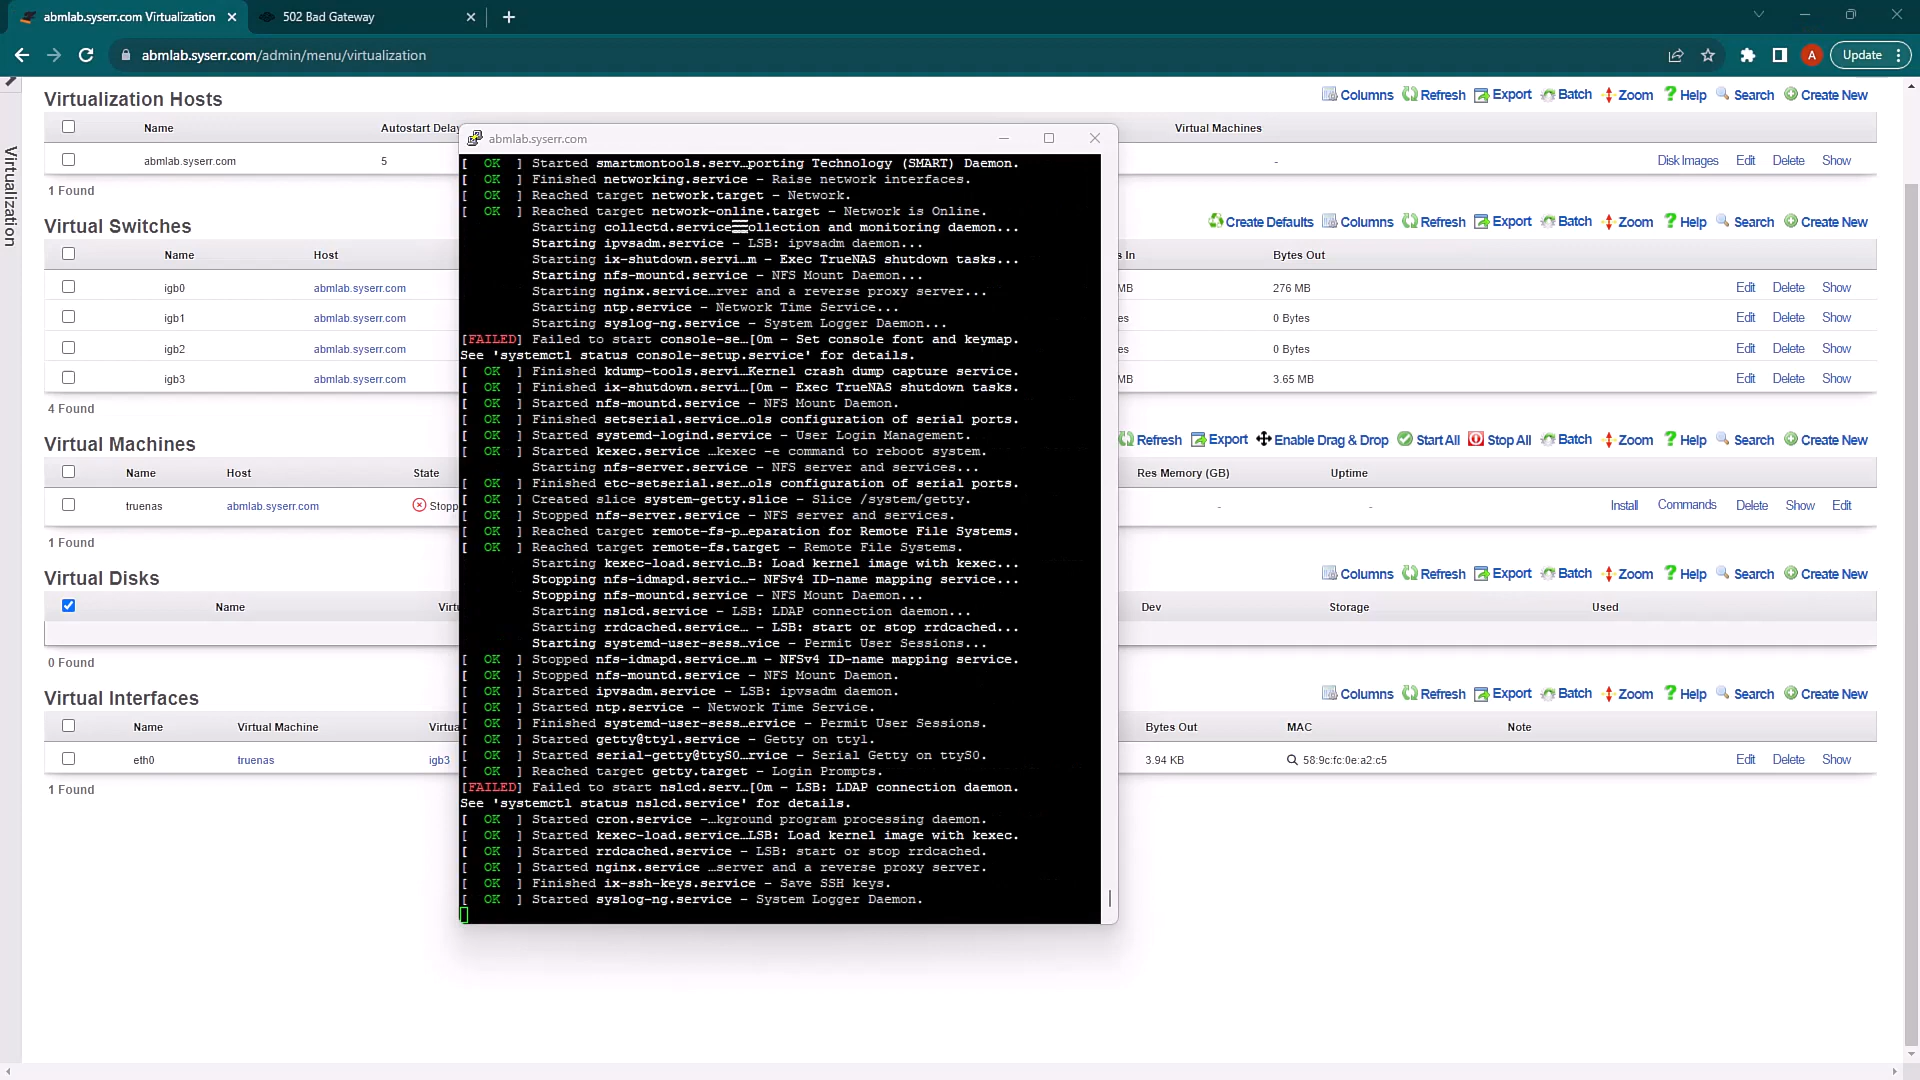 abmlab.syserr.com Virtualization
502 Bad Gateway
abmlab.syserr.com/admin/menu/virtualization
A
Update
Virtualization
Virtualization Hosts
Columns Refresh Export Batch Zoom Help Search Create New
Name Autostart Delay Virtual Machines
abmlab.syserr.com 5 - Disk Images Edit Delete Show
1 Found
Virtual Switches
Create Defaults Columns Refresh Export Batch Zoom Help Search Create New
Name Host s In Bytes Out
igb0 abmlab.syserr.com MB 276 MB Edit Delete Show
igb1 abmlab.syserr.com es 0 Bytes Edit Delete Show
igb2 abmlab.syserr.com es 0 Bytes Edit Delete Show
igb3 abmlab.syserr.com MB 3.65 MB Edit Delete Show
4 Found
Virtual Machines
Refresh Export Enable Drag & Drop Start All Stop All Batch Zoom Help Search Create New
Name Host State Res Memory (GB) Uptime
truenas abmlab.syserr.com Stopp - - Install Commands Delete Show Edit
1 Found
Virtual Disks
Columns Refresh Export Batch Zoom Help Search Create New
Name Virtu Dev Storage Used
0 Found
Virtual Interfaces
Columns Refresh Export Batch Zoom Help Search Create New
Name Virtual Machine Virtua Bytes Out MAC Note
eth0 truenas igb3 3.94 KB 58:9c:fc:0e:a2:c5 Edit Delete Show
1 Found
abmlab.syserr.com
[  OK  ] Started smartmontools.serv…porting Technology (SMART) Daemon.
[  OK  ] Finished networking.service - Raise network interfaces.
[  OK  ] Reached target network.target - Network.
[  OK  ] Reached target network-online.target - Network is Online.
Starting collectd.service ollection and monitoring daemon...
Starting ipvsadm.service - LSB: ipvsadm daemon...
Starting ix-shutdown.servi…m - Exec TrueNAS shutdown tasks...
Starting nfs-mountd.service - NFS Mount Daemon...
Starting nginx.service…rver and a reverse proxy server...
Starting ntp.service - Network Time Service...
Starting syslog-ng.service - System Logger Daemon...
[FAILED] Failed to start console-se…[0m - Set console font and keymap.
See 'systemctl status console-setup.service' for details.
[  OK  ] Finished kdump-tools.servi…Kernel crash dump capture service.
[  OK  ] Finished ix-shutdown.servi…[0m - Exec TrueNAS shutdown tasks.
[  OK  ] Started nfs-mountd.service - NFS Mount Daemon.
[  OK  ] Finished setserial.service…ols configuration of serial ports.
[  OK  ] Started systemd-logind.service - User Login Management.
[  OK  ] Started kexec.service …kexec -e command to reboot system.
Starting nfs-server.service - NFS server and services...
[  OK  ] Finished etc-setserial.ser…ols configuration of serial ports.
[  OK  ] Created slice system-getty.slice - Slice /system/getty.
[  OK  ] Stopped nfs-server.service - NFS server and services.
[  OK  ] Reached target remote-fs-p…eparation for Remote File Systems.
[  OK  ] Reached target remote-fs.target - Remote File Systems.
Starting kexec-load.servic…B: Load kernel image with kexec...
Stopping nfs-idmapd.servic…- NFSv4 ID-name mapping service...
Stopping nfs-mountd.service - NFS Mount Daemon...
Starting nslcd.service - LSB: LDAP connection daemon...
Starting rrdcached.service… - LSB: start or stop rrdcached...
Starting systemd-user-sess…vice - Permit User Sessions...
[  OK  ] Stopped nfs-idmapd.service…m - NFSv4 ID-name mapping service.
[  OK  ] Stopped nfs-mountd.service - NFS Mount Daemon.
[  OK  ] Started ipvsadm.service - LSB: ipvsadm daemon.
[  OK  ] Started ntp.service - Network Time Service.
[  OK  ] Finished systemd-user-sess…ervice - Permit User Sessions.
[  OK  ] Started getty@tty1.service - Getty on tty1.
[  OK  ] Started serial-getty@ttyS0…rvice - Serial Getty on ttyS0.
[  OK  ] Reached target getty.target - Login Prompts.
[FAILED] Failed to start nslcd.serv…[0m - LSB: LDAP connection daemon.
See 'systemctl status nslcd.service' for details.
[  OK  ] Started cron.service -…kground program processing daemon.
[  OK  ] Started kexec-load.service…LSB: Load kernel image with kexec.
[  OK  ] Started rrdcached.service - LSB: start or stop rrdcached.
[  OK  ] Started nginx.service …server and a reverse proxy server.
[  OK  ] Finished ix-ssh-keys.service - Save SSH keys.
[  OK  ] Started syslog-ng.service - System Logger Daemon.